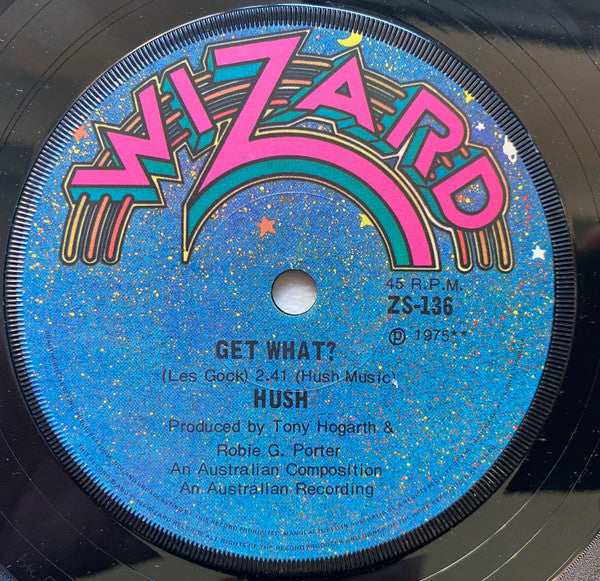 WIZARD
45 R.P.M.
ZS-136
Ⓟ 1975**
GET WHAT?
(Les Gock) 2.41 (Hush Music)
HUSH
Produced by Tony Hogarth &
Robie G. Porter
An Australian Composition
An Australian Recording